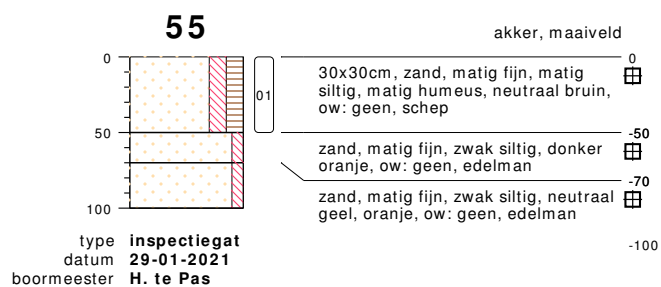 55
akker, maaiveld
0
0
30x30cm, zand, matig fijn, matig
siltig, matig humeus, neutraal bruin,
ow: geen, schep
01
50
-50
zand, matig fijn, zwak siltig, donker
oranje, ow: geen, edelman
-70
zand, matig fijn, zwak siltig, neutraal
geel, oranje, ow: geen, edelman
100
-100
type inspectiegat
datum 29-01-2021
boormeester H. te Pas